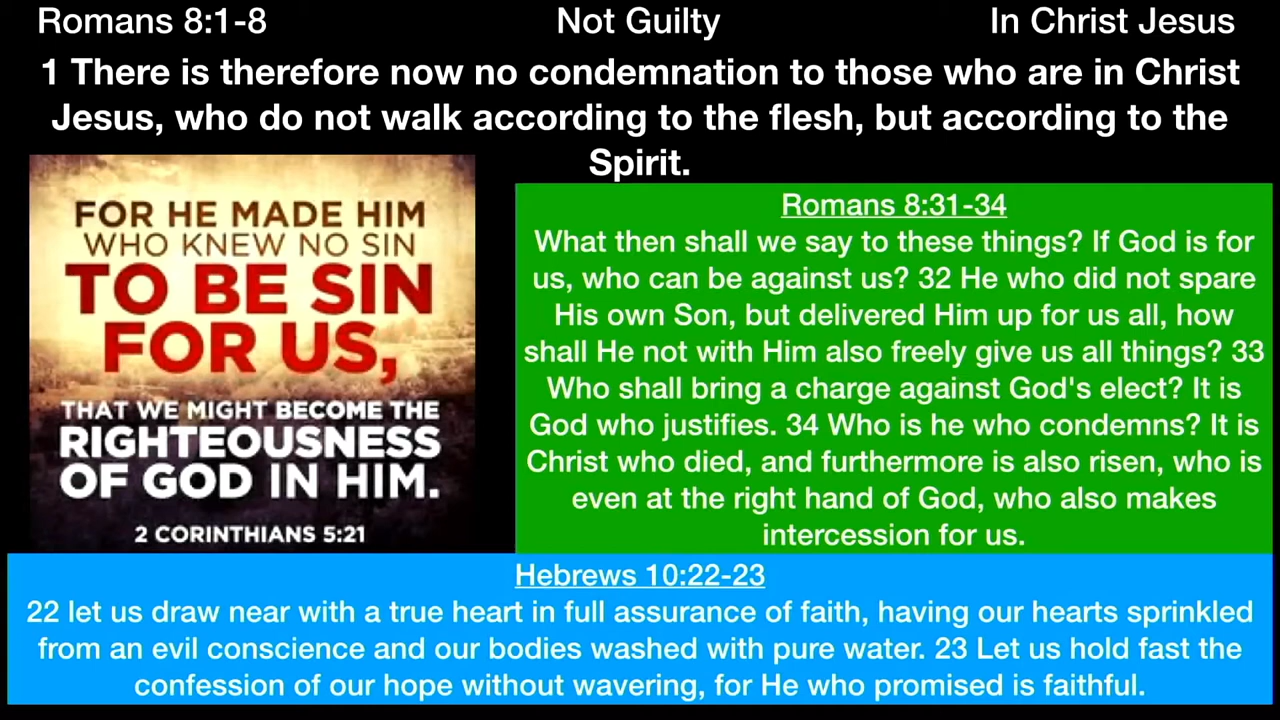 Romans 8:1-8 Not Guilty In Christ Jesus
1 There is therefore now no condemnation to those who are in Christ
Jesus, who do not walk according to the flesh, but according to the
Spirit.
FOR HE MADE HIM
WHO KNEW NO SIN
TO BE SIN
FOR US,
THAT WE MIGHT BECOME THE
RIGHTEOUSNESS
OF GOD IN HIM.
2 CORINTHIANS 5:21
Romans 8:31-34
What then shall we say to these things? If God is for
us, who can be against us? 32 He who did not spare
His own Son, but delivered Him up for us all, how
shall He not with Him also freely give us all things? 33
Who shall bring a charge against God's elect? It is
God who justifies. 34 Who is he who condemns? It is
Christ who died, and furthermore is also risen, who is
even at the right hand of God, who also makes
intercession for us.
Hebrews 10:22-23
22 let us draw near with a true heart in full assurance of faith, having our hearts sprinkled
from an evil conscience and our bodies washed with pure water. 23 Let us hold fast the
confession of our hope without wavering, for He who promised is faithful.